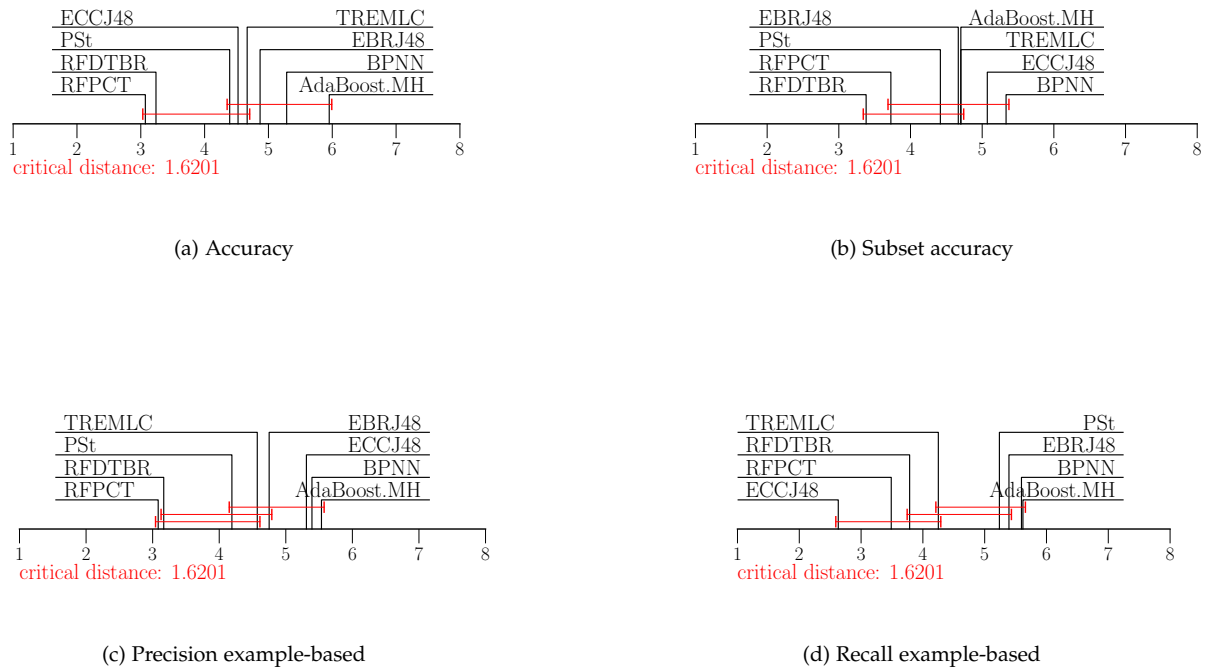 ECCJ48 TREMLC
PSt EBRJ48
RFDTBR BPNN
RFPCT AdaBoost.MH
1 2 3 4 5 6 7 8
critical distance: 1.6201
(a) Accuracy
EBRJ48 AdaBoost.MH
PSt TREMLC
RFPCT ECCJ48
RFDTBR BPNN
1 2 3 4 5 6 7 8
critical distance: 1.6201
(b) Subset accuracy
TREMLC EBRJ48
PSt ECCJ48
RFDTBR BPNN
RFPCT AdaBoost.MH
1 2 3 4 5 6 7 8
critical distance: 1.6201
(c) Precision example-based
TREMLC PSt
RFDTBR EBRJ48
RFPCT BPNN
ECCJ48 AdaBoost.MH
1 2 3 4 5 6 7 8
critical distance: 1.6201
(d) Recall example-based